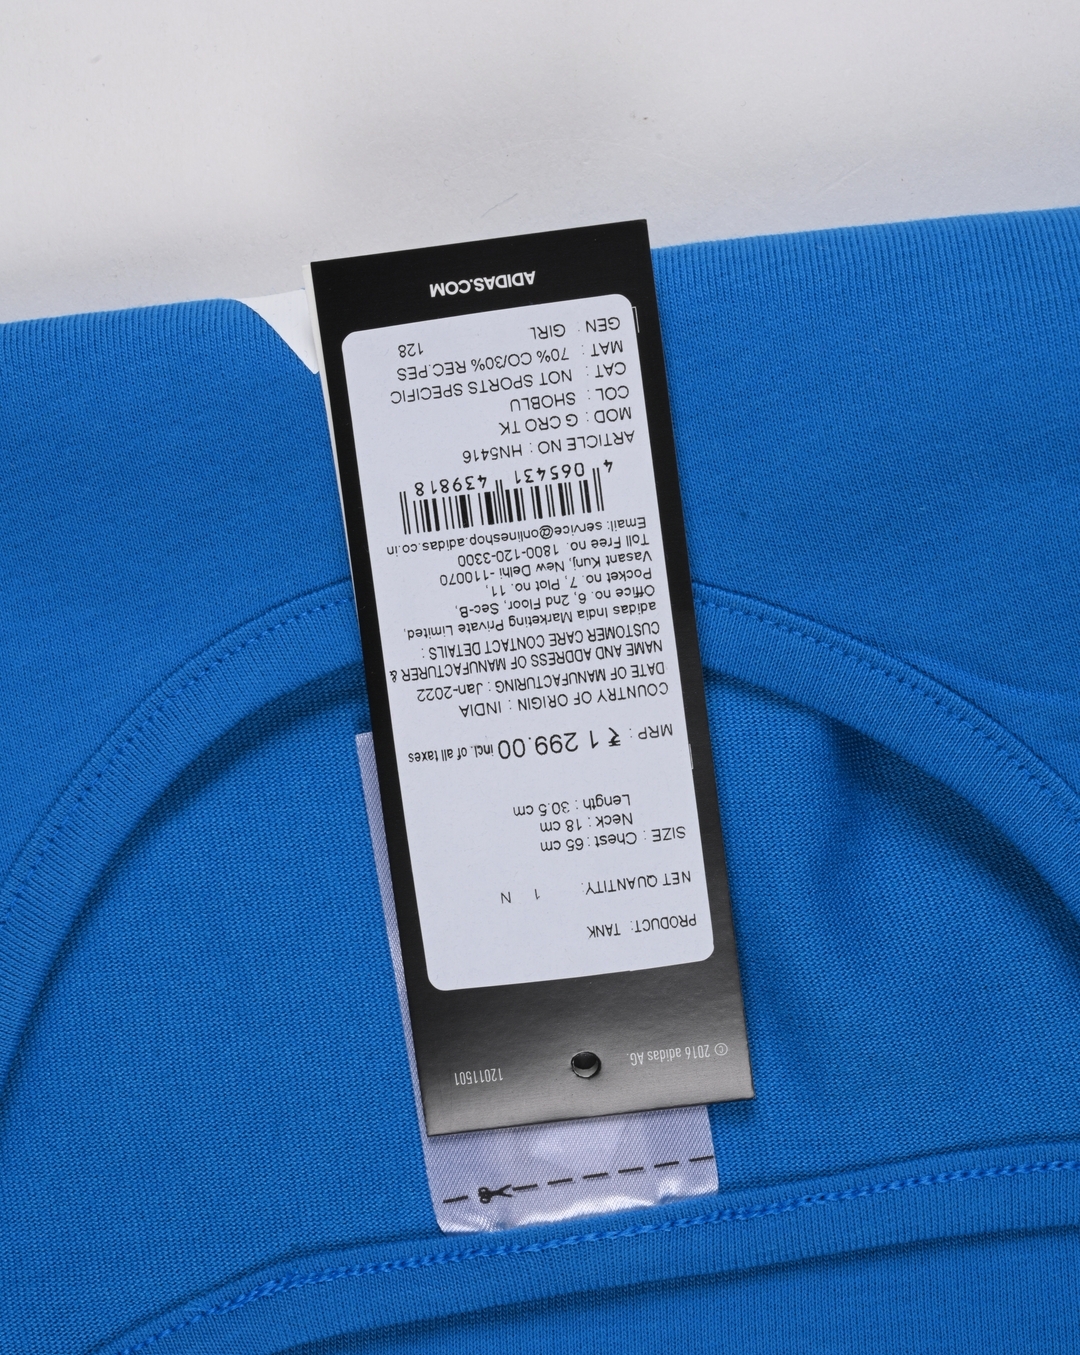 © 2016 adidas AG. 12011501
PRODUCT: TANK
NET QUANTITY: 1 N
SIZE : Chest : 65 cm
Neck : 18 cm
Length : 30.5 cm
MRP : ₹ 1 299.00 incl. of all taxes
COUNTRY OF ORIGIN : INDIA
DATE OF MANUFACTURING : Jan-2022
NAME AND ADDRESS OF MANUFACTURER &
CUSTOMER CARE CONTACT DETAILS :
adidas India Marketing Private Limited,
Office no. 6, 2nd Floor, Sec-B,
Pocket no. 7, Plot no. 11,
Vasant Kunj, New Delhi -110070
Toll Free no. 1800-120-3300
Email: service@onlineshop.adidas.co.in
4 065431 439818
ARTICLE NO : HN5416
MOD : G CRO TK
COL : SHOBLU
CAT : NOT SPORTS SPECIFIC
MAT : 70% CO/30% REC.PES
GEN : GIRL 128
ADIDAS.COM